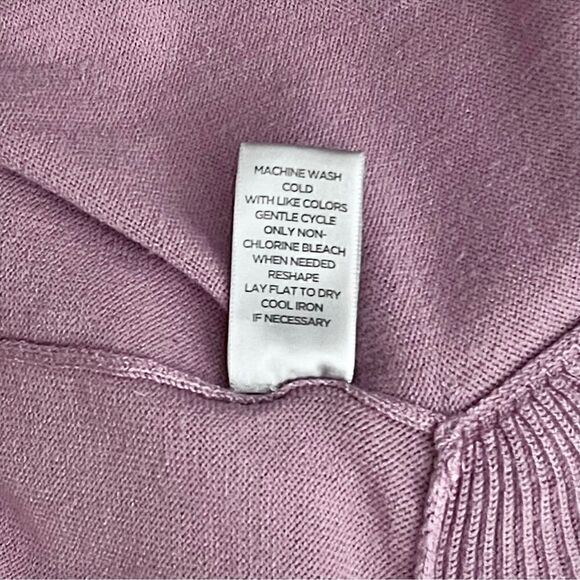 MACHINE WASH
COLD
WITH LIKE COLORS
GENTLE CYCLE
ONLY NON-
CHLORINE BLEACH
WHEN NEEDED
RESHAPE
LAY FLAT TO DRY
COOL IRON
IF NECESSARY